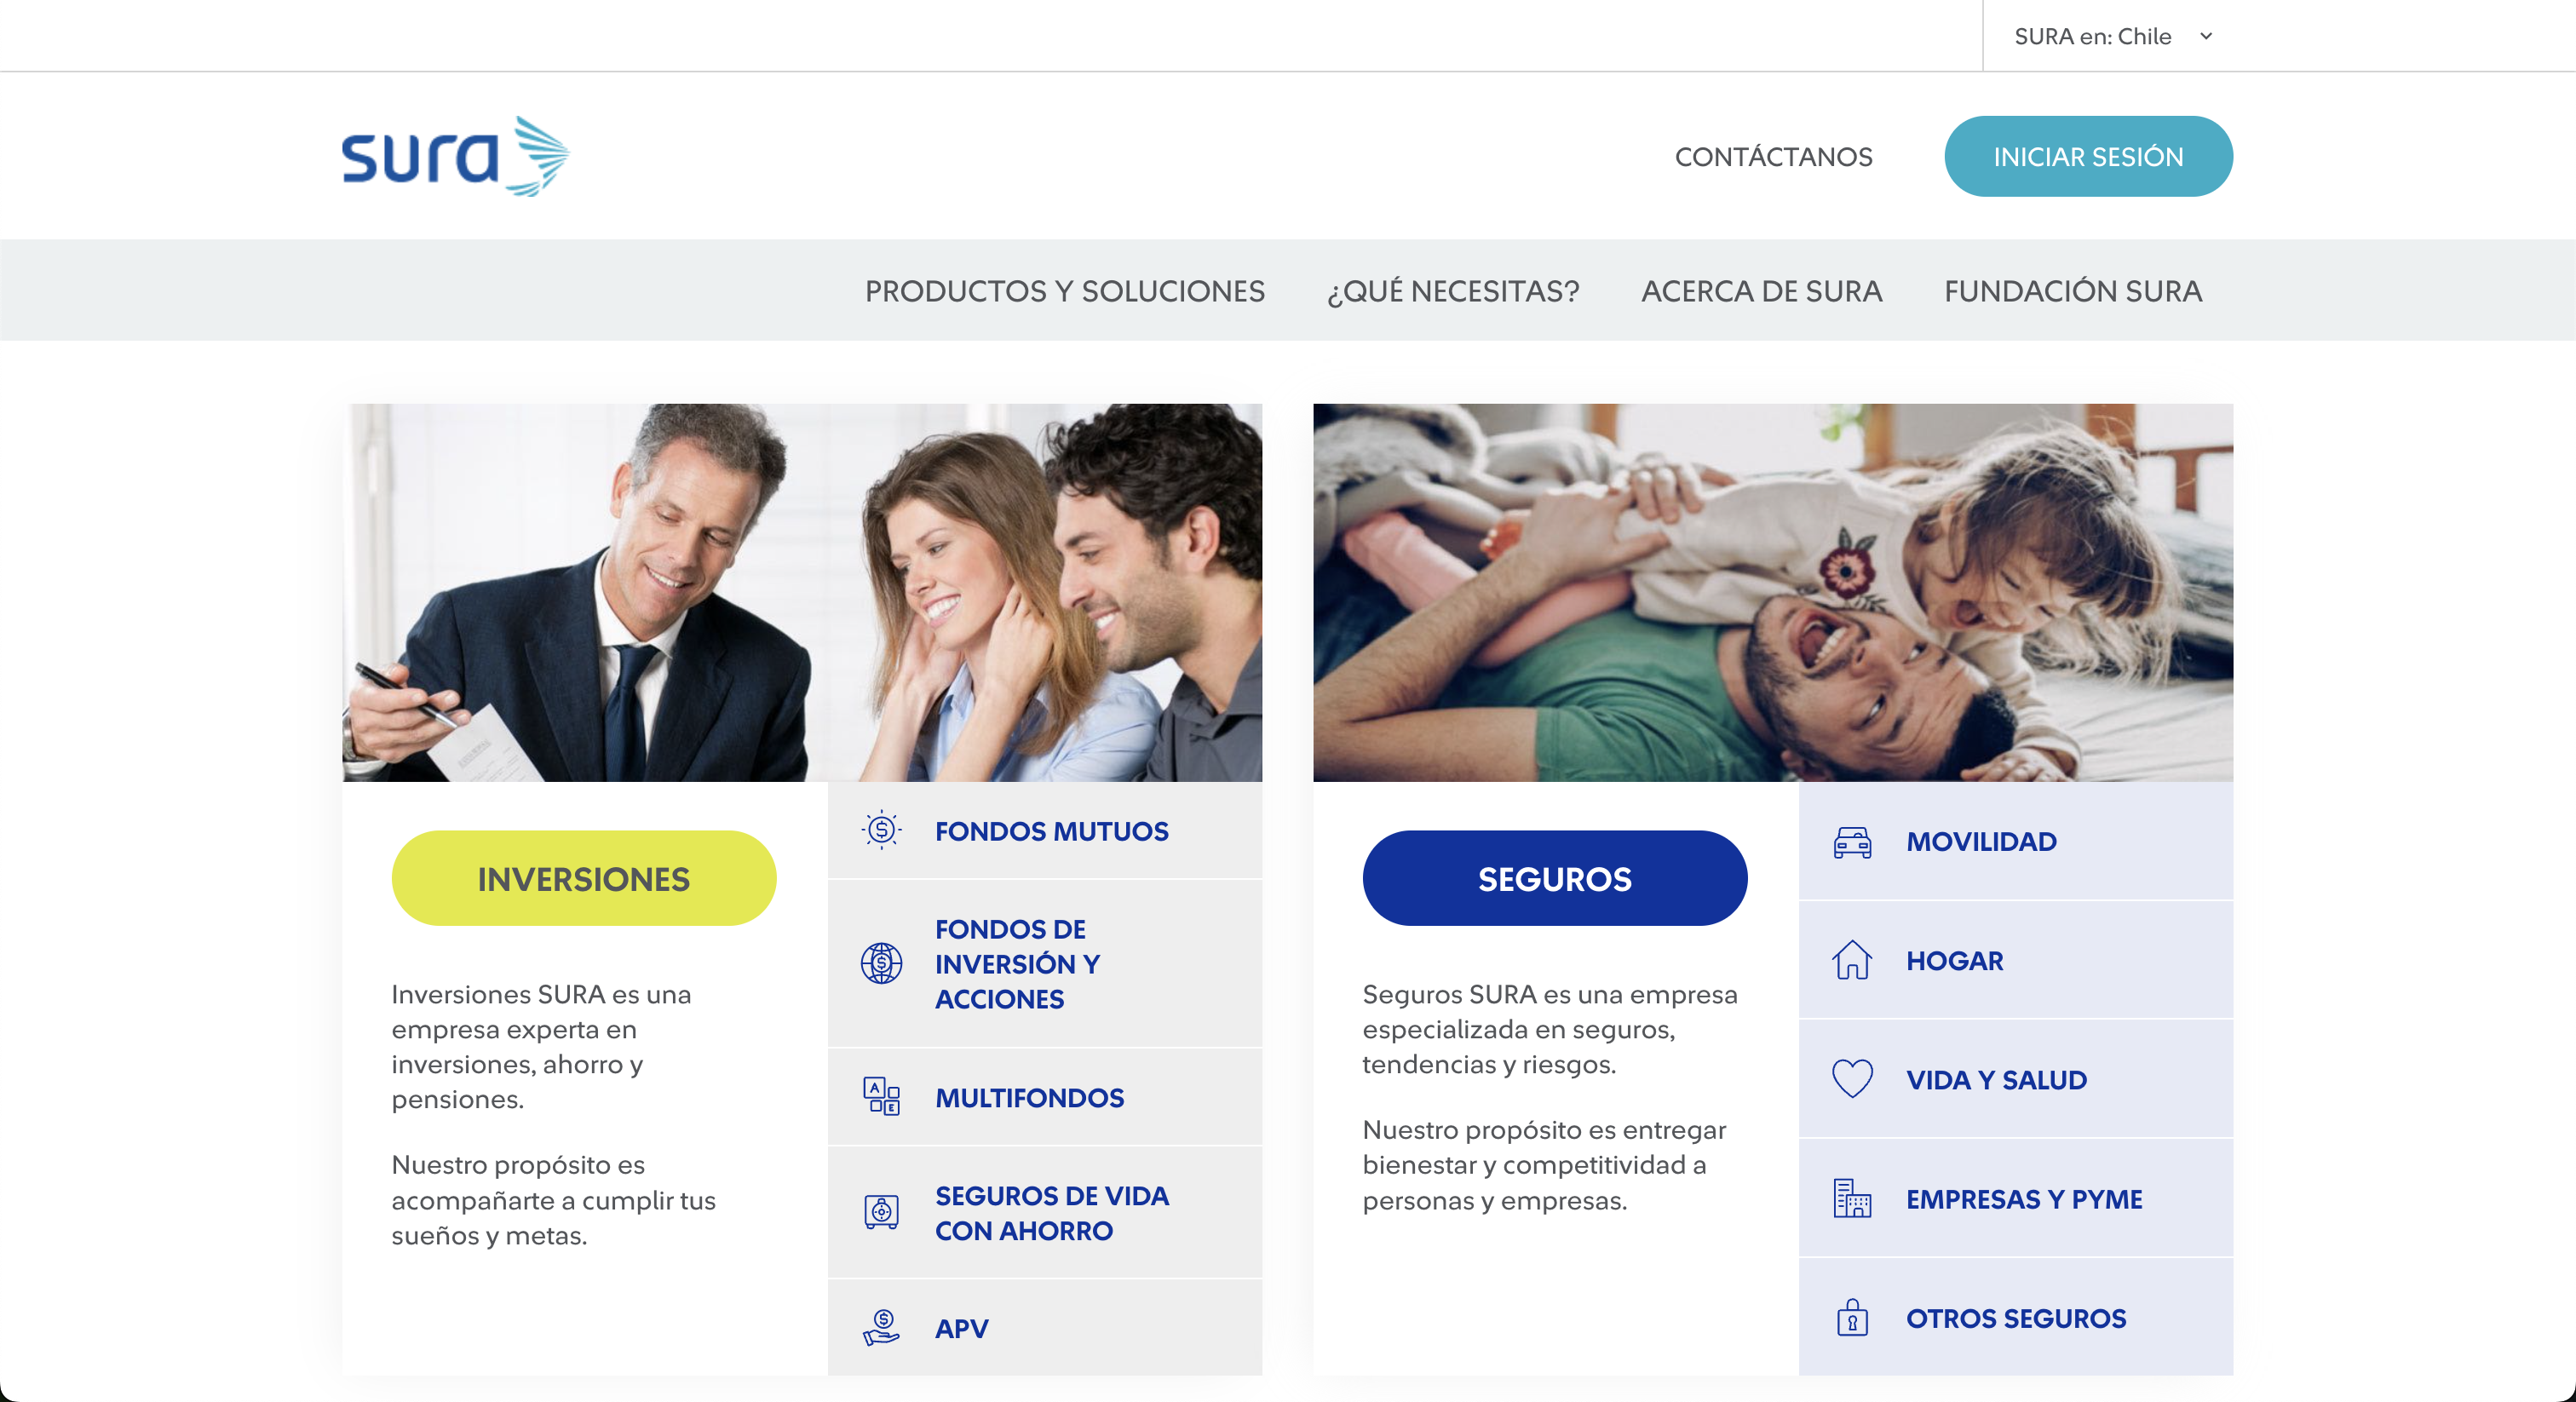 SURA en: Chile
sura
CONTÁCTANOS
INICIAR SESIÓN
PRODUCTOS Y SOLUCIONES
¿QUÉ NECESITAS?
ACERCA DE SURA
FUNDACIÓN SURA
INVERSIONES
Inversiones SURA es una
empresa experta en
inversiones, ahorro y
pensiones.
Nuestro propósito es
acompañarte a cumplir tus
sueños y metas.
FONDOS MUTUOS
FONDOS DE
INVERSIÓN Y
ACCIONES
A
E
MULTIFONDOS
SEGUROS DE VIDA
CON AHORRO
APV
SEGUROS
Seguros SURA es una empresa
especializada en seguros,
tendencias y riesgos.
Nuestro propósito es entregar
bienestar y competitividad a
personas y empresas.
MOVILIDAD
HOGAR
VIDA Y SALUD
EMPRESAS Y PYME
OTROS SEGUROS